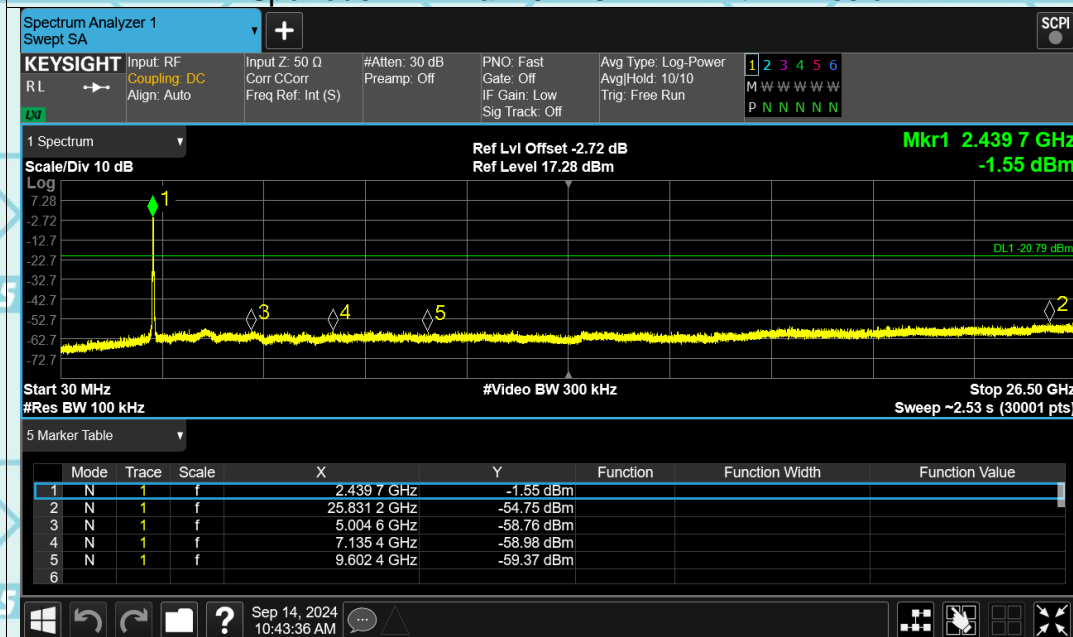 Spectrum Analyzer 1
Swept SA
+
SCPI
KEYSIGHT
RL
LXI
Input: RF
Coupling: DC
Align: Auto
Input Z: 50 Ω
Corr CCorr
Freq Ref: Int (S)
#Atten: 30 dB
Preamp: Off
PNO: Fast
Gate: Off
IF Gain: Low
Sig Track: Off
Avg Type: Log-Power
Avg|Hold: 10/10
Trig: Free Run
1 2 3 4 5 6
M W W W W W
P N N N N N
1 Spectrum
Scale/Div 10 dB
Ref Lvl Offset -2.72 dB
Ref Level 17.28 dBm
Mkr1 2.439 7 GHz
-1.55 dBm
Log
7.28
-2.72
-12.7
-22.7
-32.7
-42.7
-52.7
-62.7
-72.7
1
3
4
5
2
DL1 -20.79 dBm
Start 30 MHz
#Video BW 300 kHz
Stop 26.50 GHz
#Res BW 100 kHz
Sweep ~2.53 s (30001 pts)
5 Marker Table
Mode Trace Scale X Y Function Function Width Function Value
1 N 1 f 2.439 7 GHz -1.55 dBm
2 N 1 f 25.831 2 GHz -54.75 dBm
3 N 1 f 5.004 6 GHz -58.76 dBm
4 N 1 f 7.135 4 GHz -58.98 dBm
5 N 1 f 9.602 4 GHz -59.37 dBm
6
?
Sep 14, 2024
10:43:36 AM